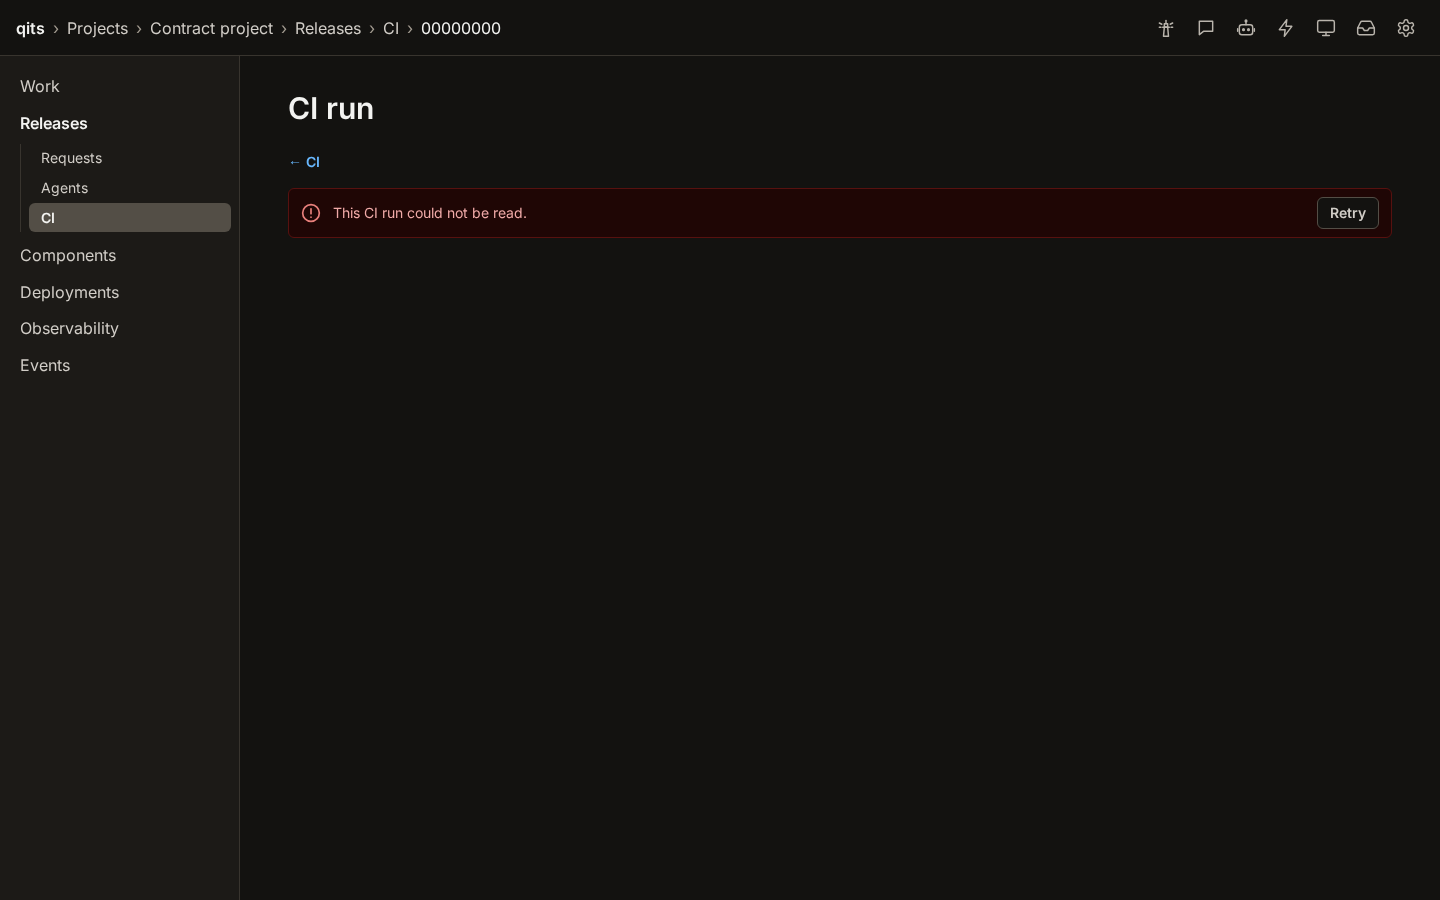 qits › Projects › Contract project › Releases › CI › 00000000
Work
Releases
Requests
Agents
CI
Components
Deployments
Observability
Events
CI run
← CI
This CI run could not be read.
Retry